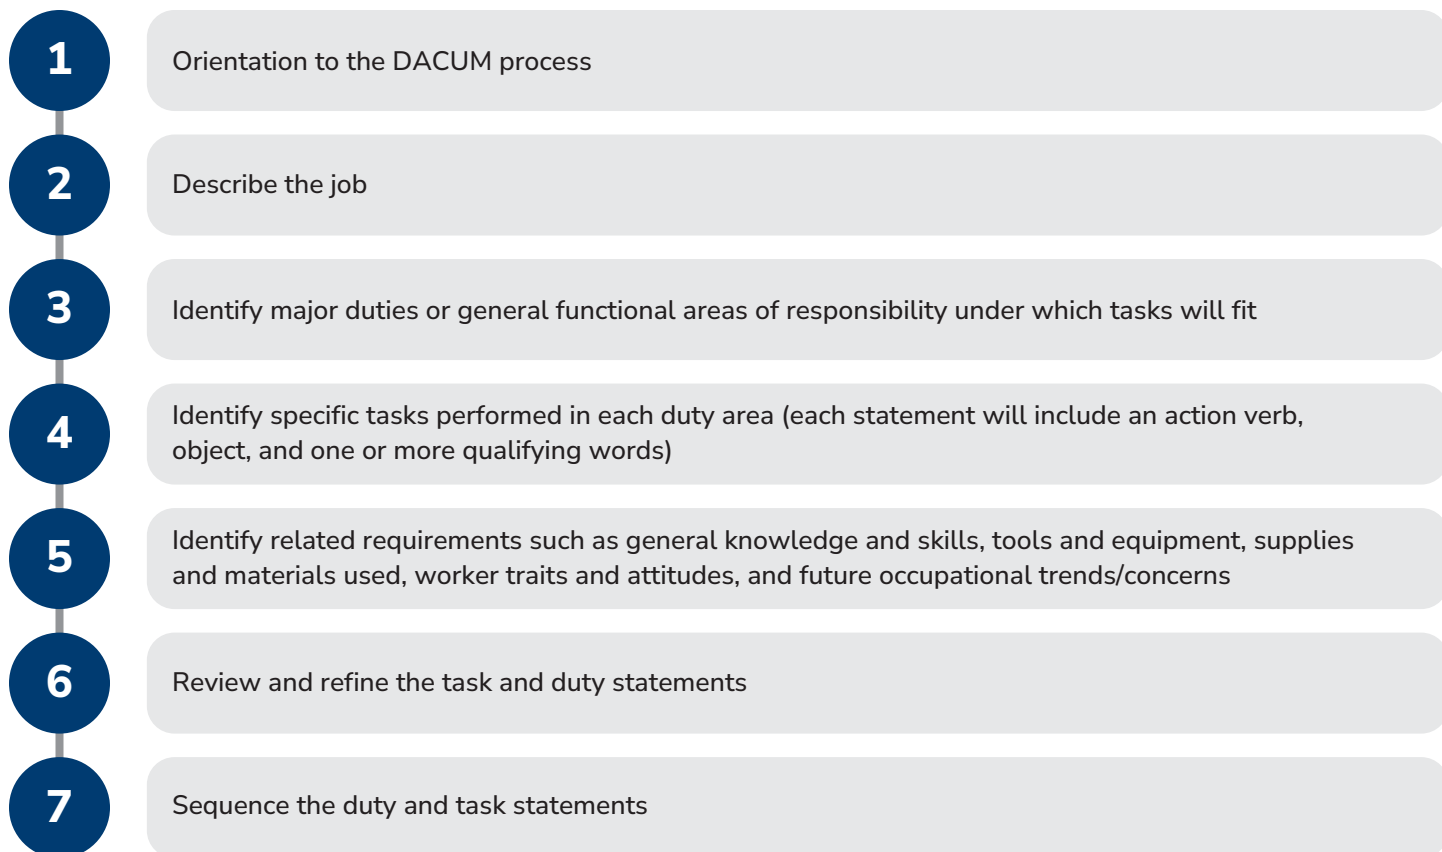 1
Orientation to the DACUM process
2
Describe the job
3
Identify major duties or general functional areas of responsibility under which tasks will fit
4
Identify specific tasks performed in each duty area (each statement will include an action verb,
object, and one or more qualifying words)
5
Identify related requirements such as general knowledge and skills, tools and equipment, supplies
and materials used, worker traits and attitudes, and future occupational trends/concerns
6
Review and refine the task and duty statements
7
Sequence the duty and task statements